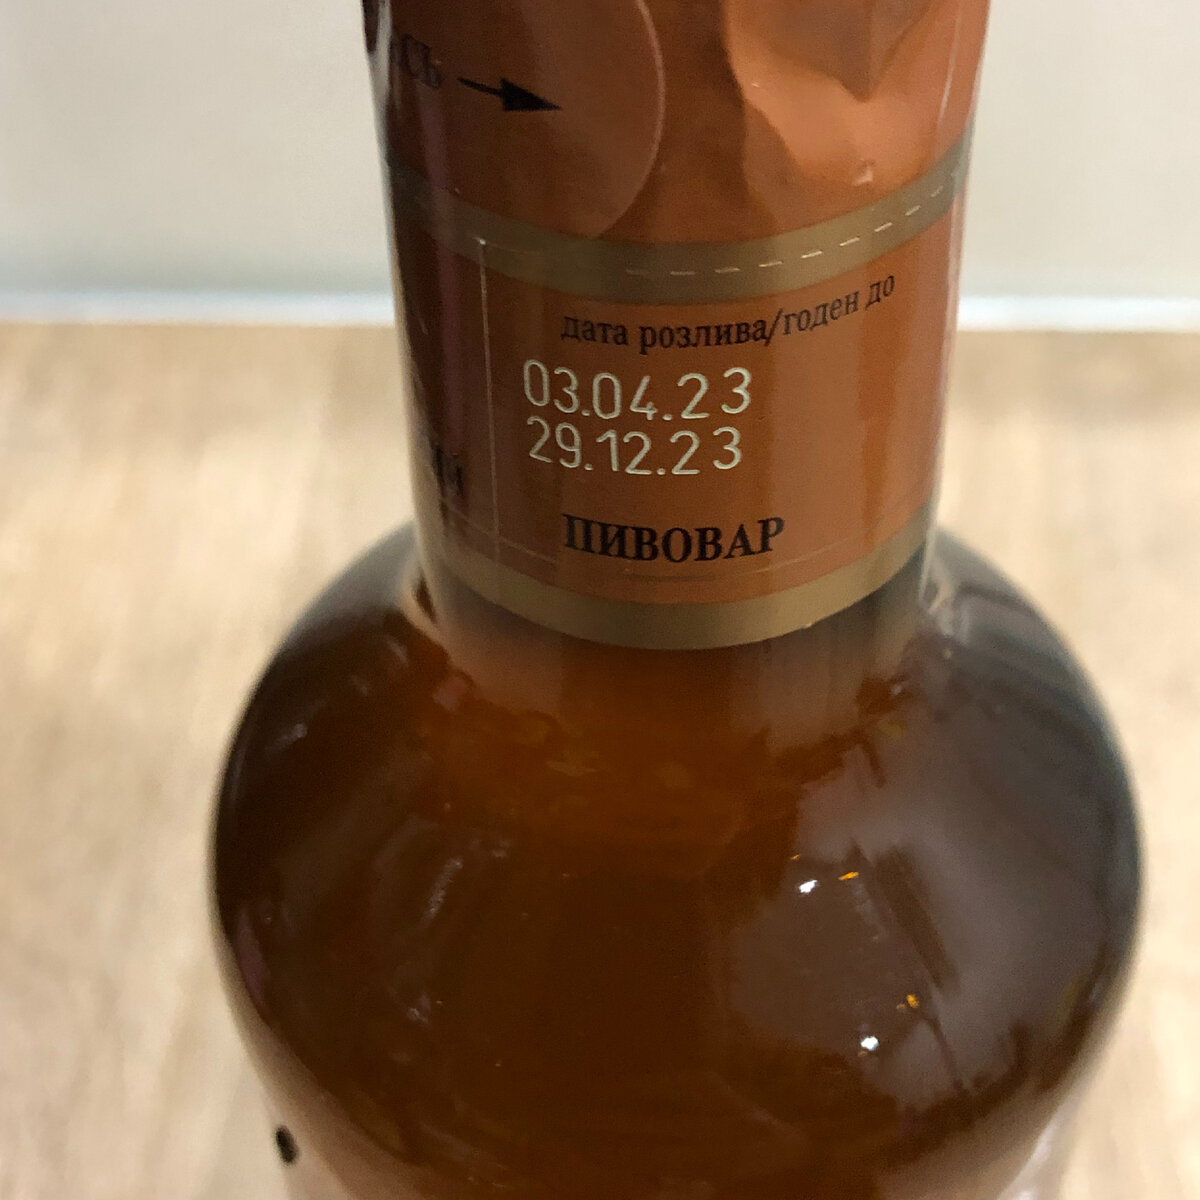 дата розлива/годен до
03.04.23
29.12.23
ПИВОВАР